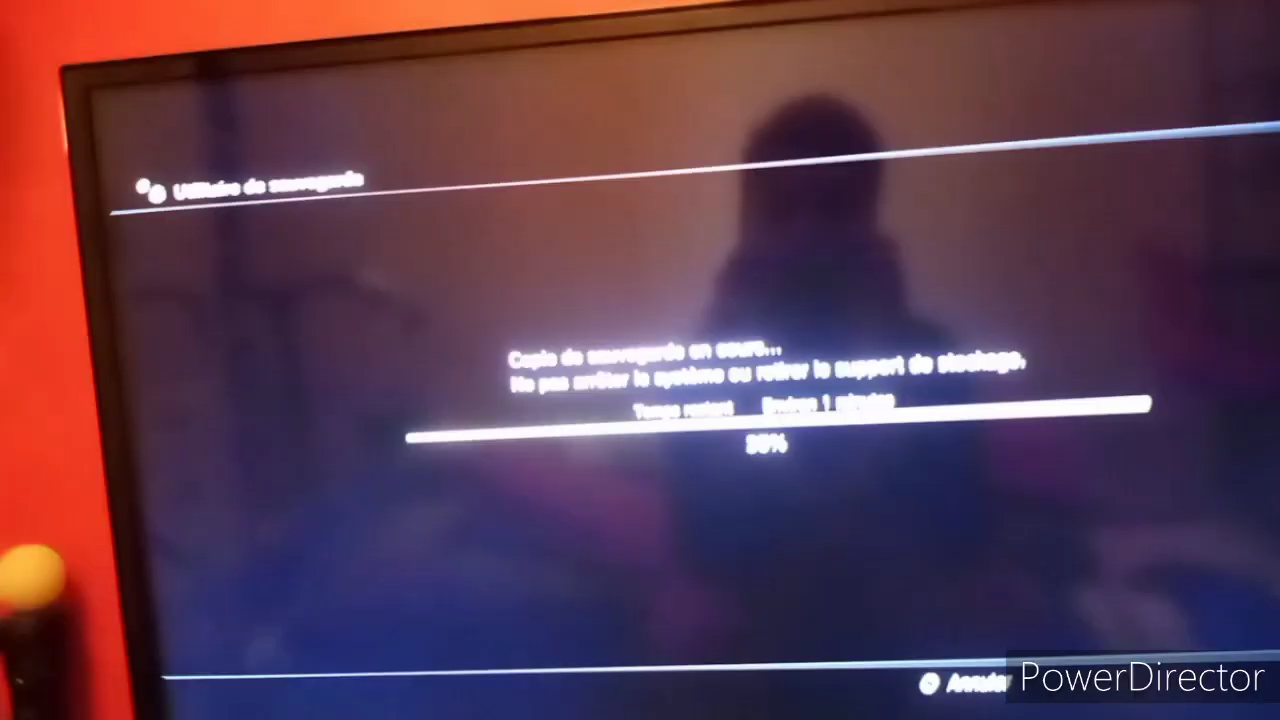 Utilitaire de sauvegarde
Copie de sauvegarde en cours...
Ne pas arrêter le système ou retirer le support de stockage.
Temps restant Environ 1 minutes
Annuler
PowerDirector